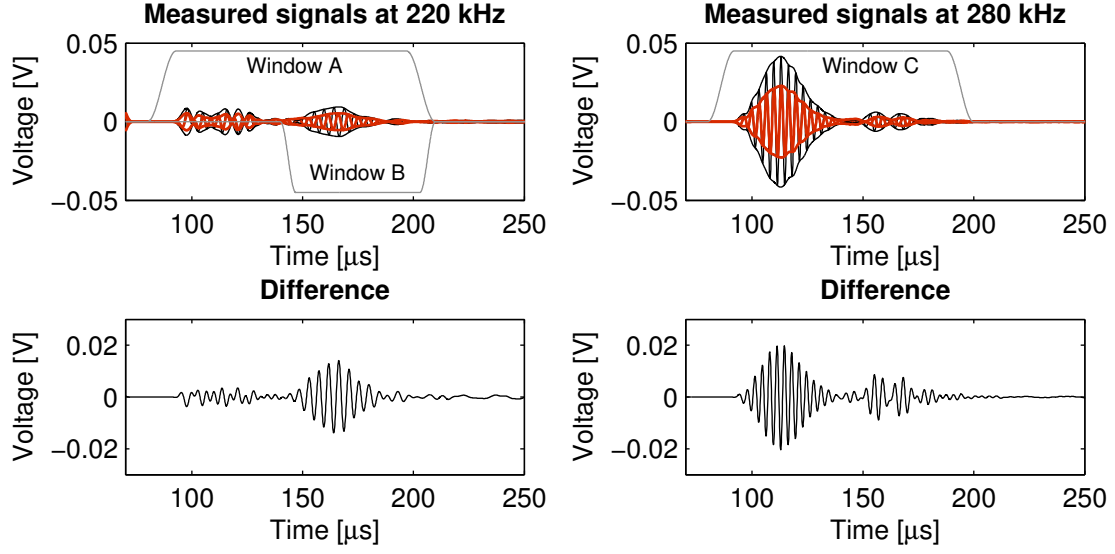 Measured signals at 220 kHz
Voltage [V]
0.05
0
−0.05
Window A
Window B
100 150 200 250
Time [μs]
Measured signals at 280 kHz
Voltage [V]
0.05
0
−0.05
Window C
100 150 200 250
Time [μs]
Difference
Voltage [V]
0.02
0
−0.02
100 150 200 250
Time [μs]
Difference
Voltage [V]
0.02
0
−0.02
100 150 200 250
Time [μs]